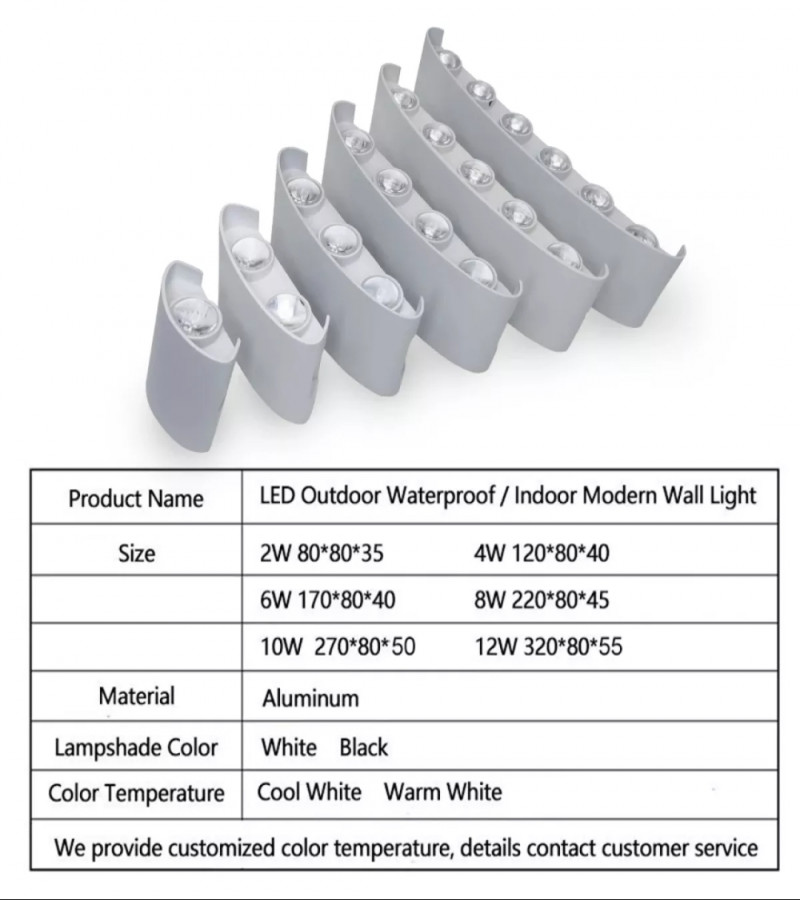 Product Name LED Outdoor Waterproof / Indoor Modern Wall Light
Size 2W 80*80*35 4W 120*80*40
6W 170*80*40 8W 220*80*45
10W 270*80*50 12W 320*80*55
Material Aluminum
Lampshade Color White Black
Color Temperature Cool White Warm White
We provide customized color temperature, details contact customer service